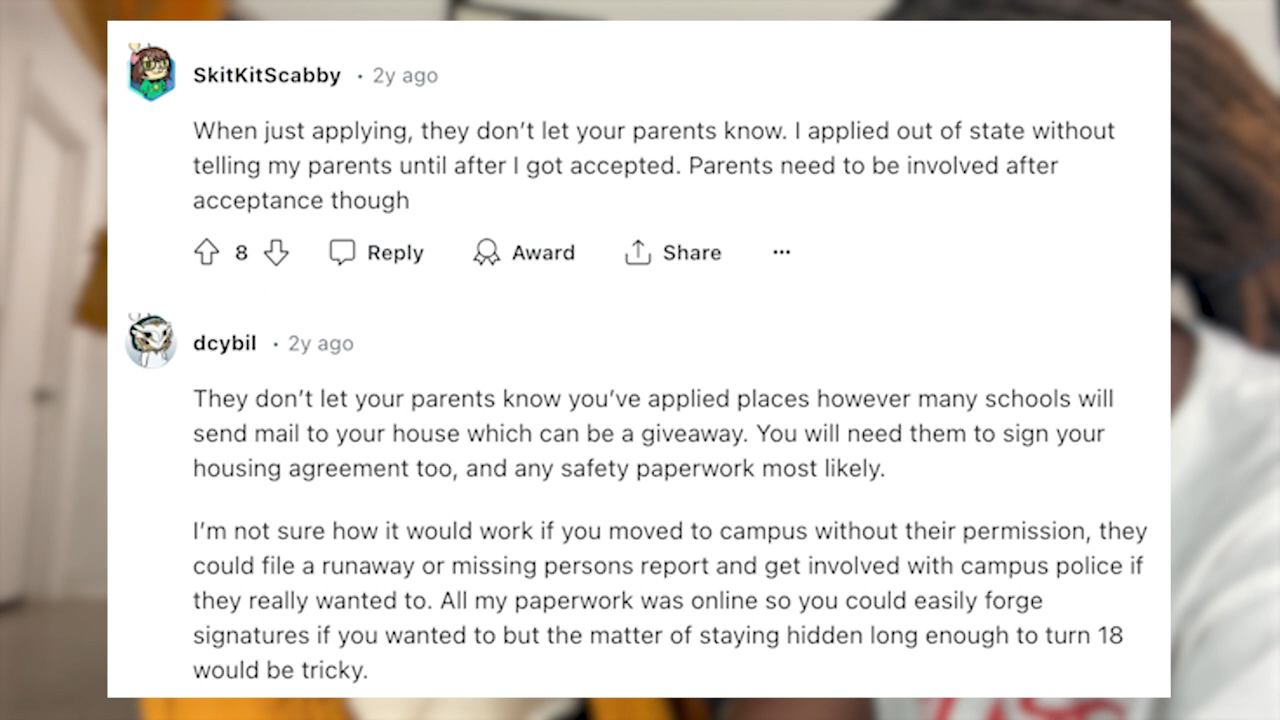 SkitKitScabby · 2y ago
When just applying, they don’t let your parents know. I applied out of state without
telling my parents until after I got accepted. Parents need to be involved after
acceptance though
8 Reply Award Share ...
dcybil · 2y ago
They don’t let your parents know you’ve applied places however many schools will
send mail to your house which can be a giveaway. You will need them to sign your
housing agreement too, and any safety paperwork most likely.
I’m not sure how it would work if you moved to campus without their permission, they
could file a runaway or missing persons report and get involved with campus police if
they really wanted to. All my paperwork was online so you could easily forge
signatures if you wanted to but the matter of staying hidden long enough to turn 18
would be tricky.